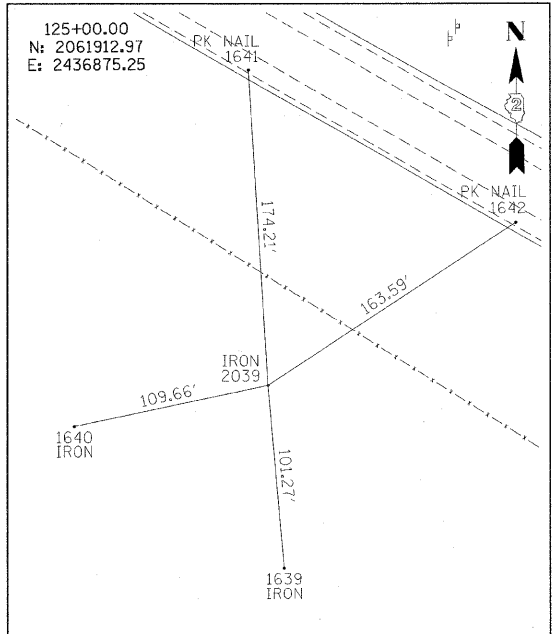 125+00.00
N: 2061912.97
E: 2436875.25
PK NAIL
1641
N
2
PK NAIL
1642
174.21'
163.59'
IRON
2039
109.66'
1640
IRON
101.27'
1639
IRON